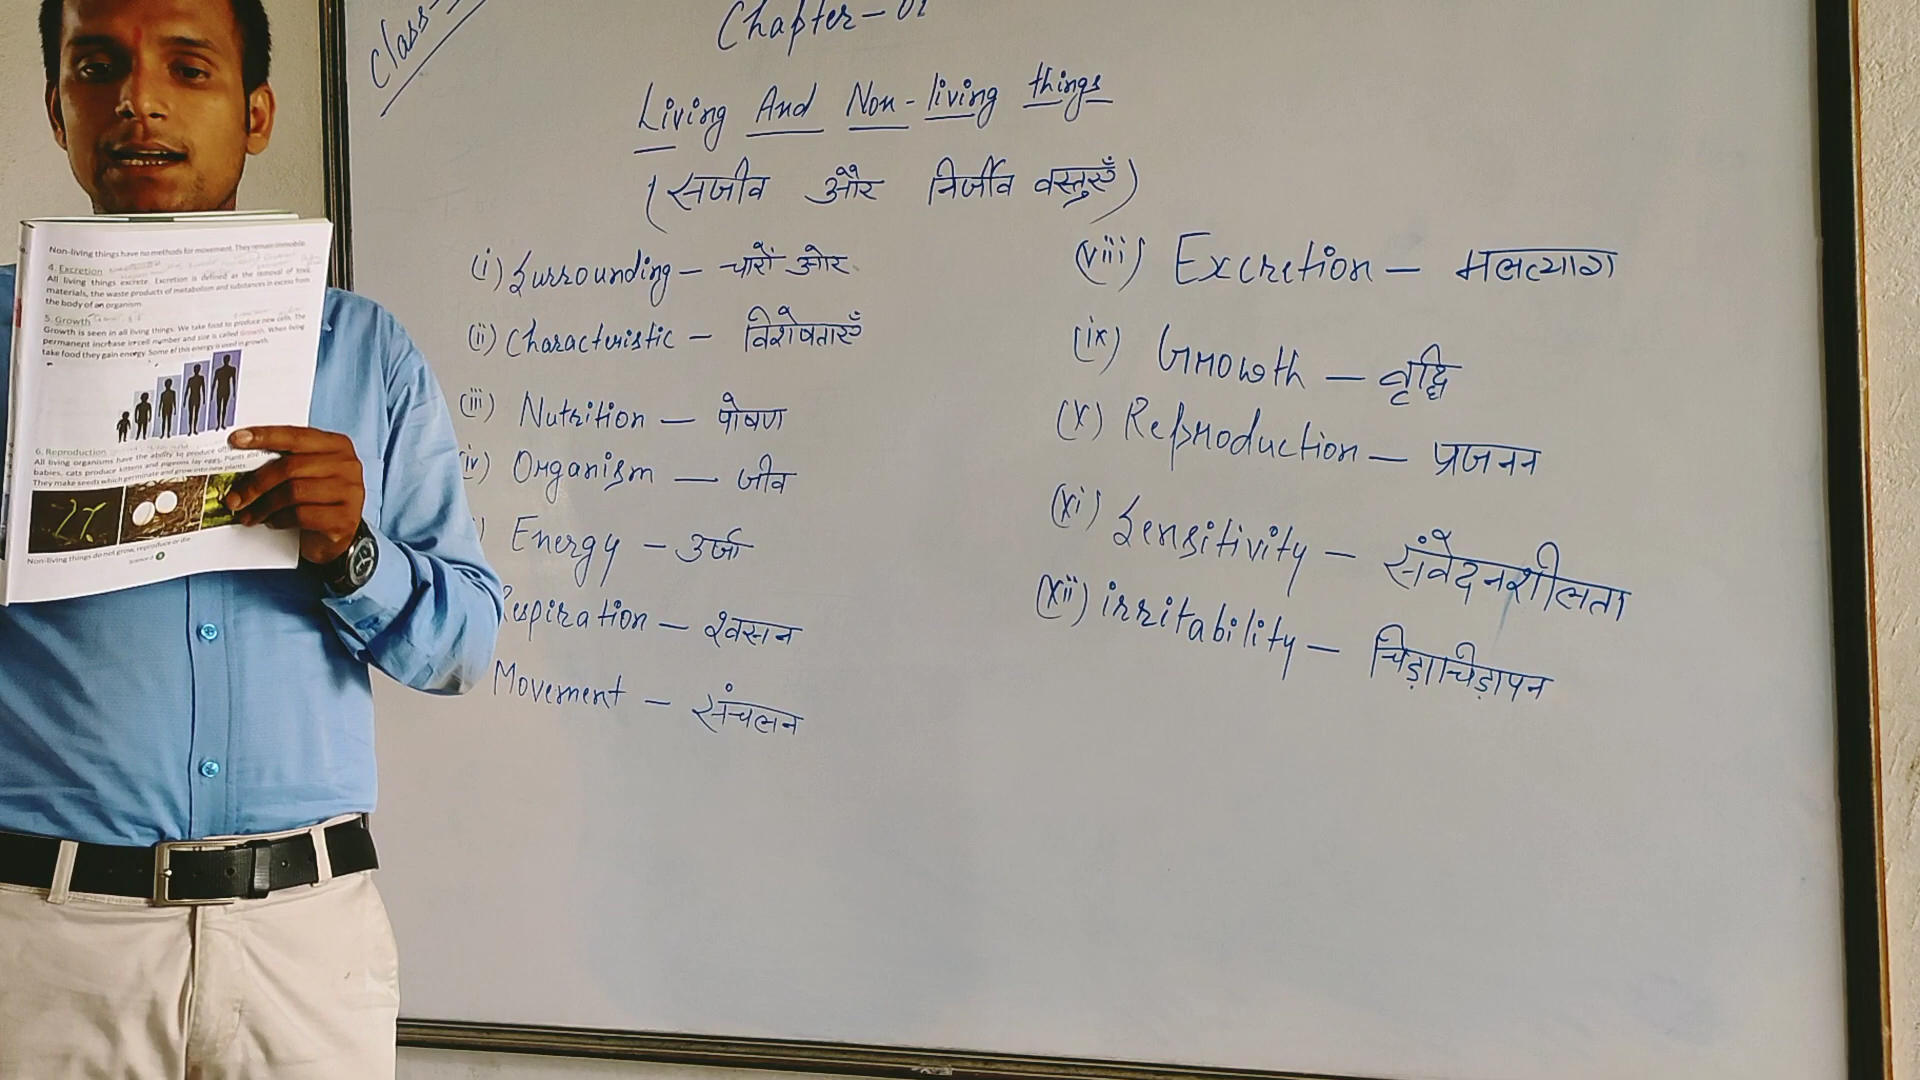 Class-
Chapter-01
Living And Non-living things
(सजीव और निर्जीव वस्तुएँ)
(i) Surrounding - चारों ओर
(ii) Characteristic - विशेषताएँ
(iii) Nutrition - पोषण
(iv) Organism - जीव
Energy - उर्जा
Respiration - श्वसन
Movement - संचलन
(viii) Excretion - मलत्याग
(ix) Growth - वृद्धि
(x) Reproduction - प्रजनन
(xi) Sensitivity - संवेदनशीलता
(xii) irritability - चिड़ाचिड़ापन
Non-living things have no methods for movement. They remain immobile.
4. Excretion
All living things excrete. Excretion is defined as the removal of toxic
materials, the waste products of metabolism and substances in excess from
the body of an organism.
5. Growth
Growth is seen in all living things. We take food to produce new cells. The
permanent increase in cell number and size is called Growth. When living
take food they gain energy. Some of this energy is used in growth.
6. Reproduction
All living organisms have the ability to produce
babies, cats produce kittens and pigeons lay eggs. Plants also
They make seeds which germinate and grow into new plants.
Non-living things do not grow, reproduce or die.